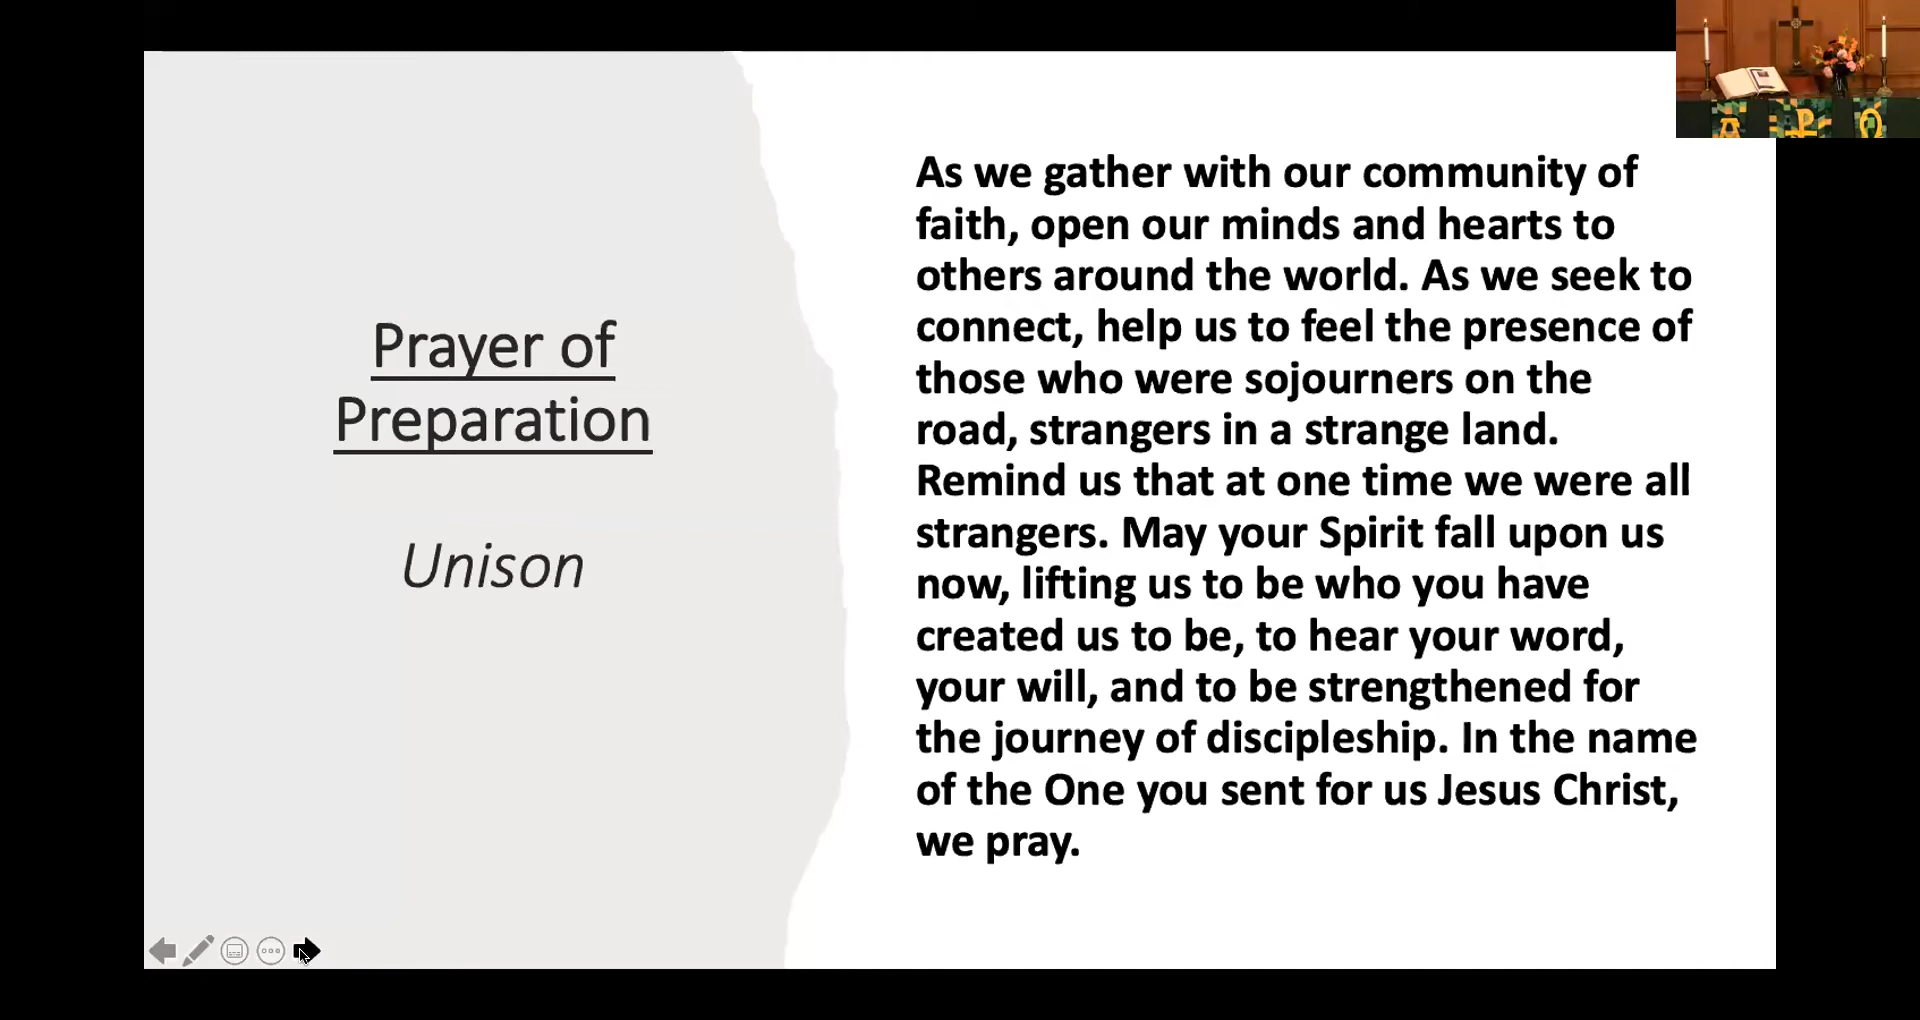 Prayer of
Preparation
Unison
As we gather with our community of
faith, open our minds and hearts to
others around the world. As we seek to
connect, help us to feel the presence of
those who were sojourners on the
road, strangers in a strange land.
Remind us that at one time we were all
strangers. May your Spirit fall upon us
now, lifting us to be who you have
created us to be, to hear your word,
your will, and to be strengthened for
the journey of discipleship. In the name
of the One you sent for us Jesus Christ,
we pray.
Α Ρ Ω